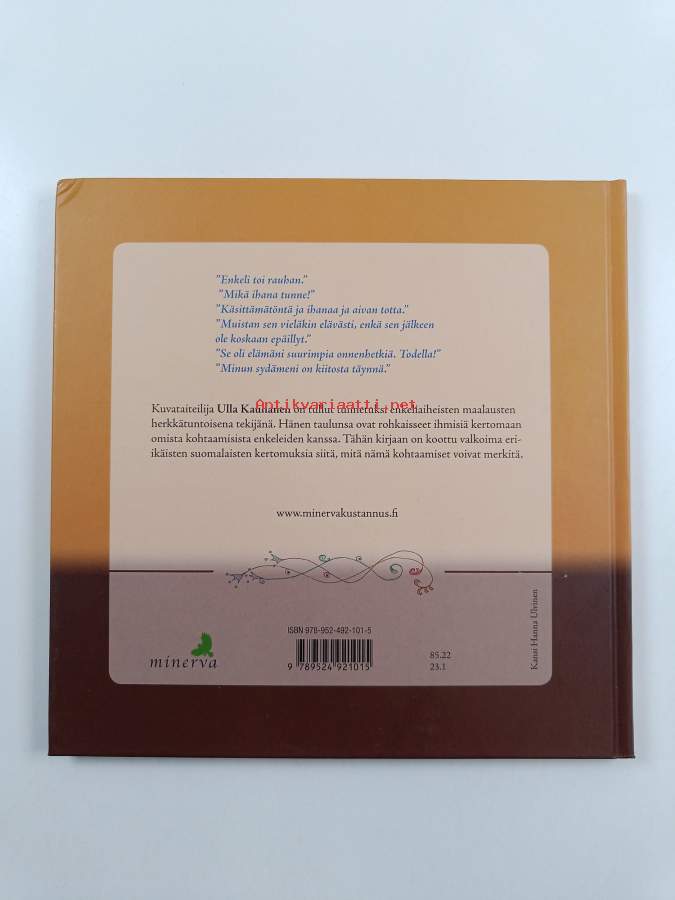 ”Enkeli toi rauhan.”
”Mikä ihana tunne!”
”Käsittämätöntä ja ihanaa ja aivan totta.”
”Muistan sen vieläkin elävästi, enkä sen jälkeen
ole koskaan epäillyt.”
”Se oli elämäni suurimpia onnenhetkiä. Todella!”
”Minun sydämeni on kiitosta täynnä.”
Antikvariaatti.net
Kuvataiteilija Ulla on tullut tunnetuksi enkeliaiheisten maalausten
herkkätuntoisena tekijänä. Hänen taulunsa ovat rohkaisseet ihmisiä kertomaan
omista kohtaamisista enkeleiden kanssa. Tähän kirjaan on koottu valkoima eri-
ikäisten suomalaisten kertomuksia siitä, mitä nämä kohtaamiset voivat merkitä.
www.minervakustannus.fi
minerva
ISBN 978-952-492-101-5
9 789524 921015
85.22
23.1
Kansi Hanna Ulvinen